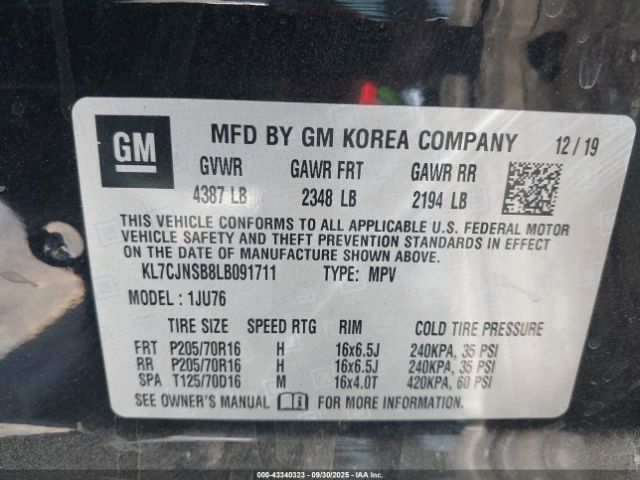 GM MFD BY GM KOREA COMPANY 12 / 19
GVWR GAWR FRT GAWR RR
4387 LB 2348 LB 2194 LB
THIS VEHICLE CONFORMS TO ALL APPLICABLE U.S. FEDERAL MOTOR
VEHICLE SAFETY AND THEFT PREVENTION STANDARDS IN EFFECT
ON THE DATE OF MANUFACTURE SHOWN ABOVE.
KL7CJNSB8LB091711 TYPE: MPV
MODEL : 1JU76
TIRE SIZE SPEED RTG RIM COLD TIRE PRESSURE
FRT P205/70R16 H 16x6.5J 240KPA, 35 PSI
RR P205/70R16 H 16x6.5J 240KPA, 35 PSI
SPA T125/70D16 M 16x4.0T 420KPA, 60 PSI
SEE OWNER'S MANUAL FOR MORE INFORMATION
000-43340323 - 09/30/2025 - IAA Inc.